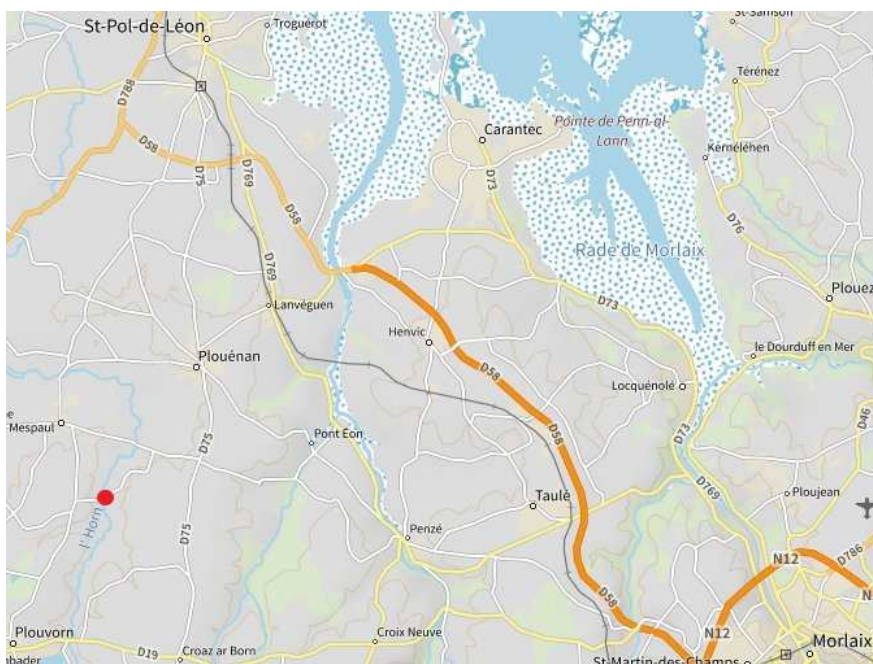 St-Pol-de-Léon
Troguérot
St-Samson
Térénez
D788
Carantec
Pointe de Penn-al-
Lann
Kernéléhen
D58
D75
D769
D73
D58
D76
Rade de Morlaix
D769
Lanvéguen
D73
Plouez
Henvic
le Dourduff en Mer
Plouénan
D58
Locquénolé
Mespaul
D75
Pont Éon
D58
D73
D46
Taulé
D769
Ploujean
l'Horn
D75
Penzé
N12
D786
D58
Plouvorn
Croix Neuve
N12
Morlaix
D19
Croaz ar Born
St-Martin-des-Champs